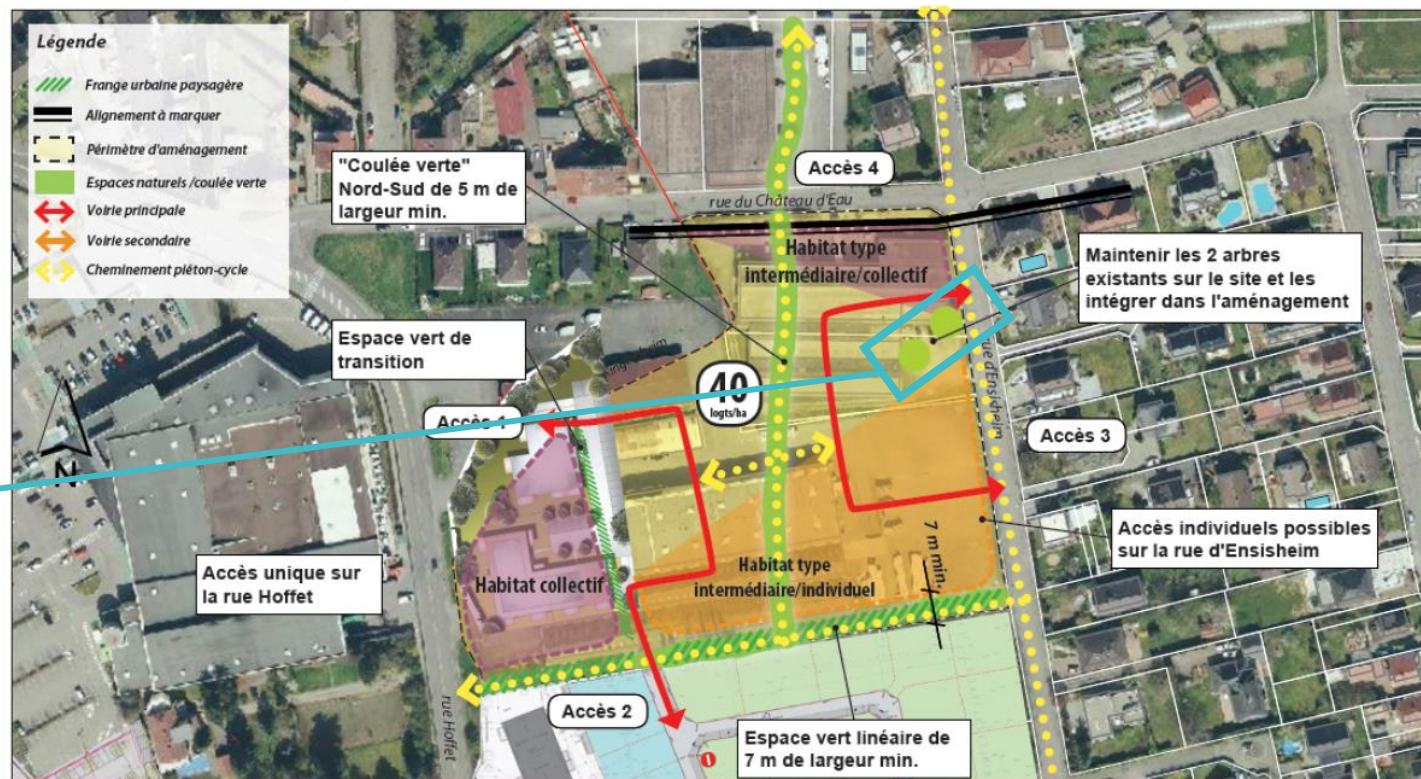 Légende
Frange urbaine paysagère
Alignement à marquer
Périmètre d'aménagement
Espaces naturels /coulée verte
Voirie principale
Voirie secondaire
Cheminement piéton-cycle
"Coulée verte"
Nord-Sud de 5 m de
largeur min.
Accès 4
rue du Château d'Eau
Habitat type
intermédiaire/collectif
Maintenir les 2 arbres
existants sur le site et les
intégrer dans l'aménagement
Espace vert de
transition
40
logts/ha
rue d'Ensisheim
Accès 1
N
Accès 3
Accès unique sur
la rue Hoffet
Habitat collectif
Habitat type
intermédiaire/individuel
7 m min.
Accès individuels possibles
sur la rue d'Ensisheim
rue Hoffet
Accès 2
Espace vert linéaire de
7 m de largeur min.